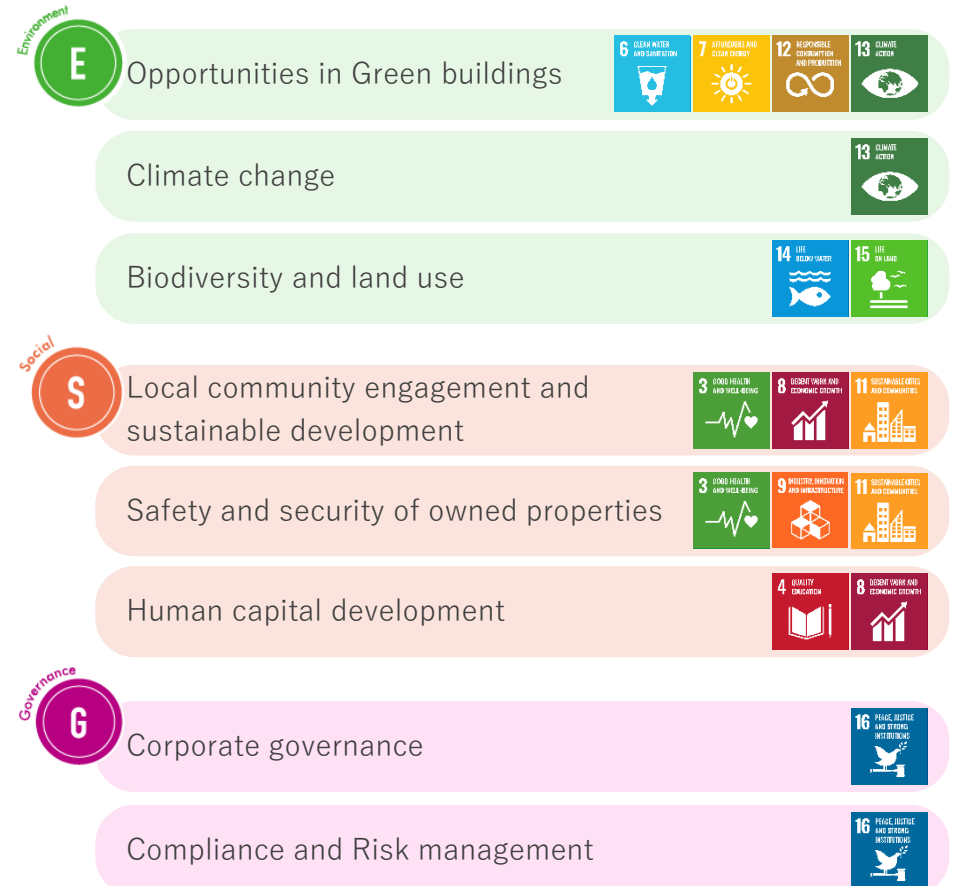 Environment
E
Opportunities in Green buildings
6 CLEAN WATER
AND SANITATION
7 AFFORDABLE AND
CLEAN ENERGY
12 RESPONSIBLE
CONSUMPTION
AND PRODUCTION
13 CLIMATE
ACTION
Climate change
13 CLIMATE
ACTION
Biodiversity and land use
14 LIFE
BELOW WATER
15 LIFE
ON LAND
Social
S
Local community engagement and
sustainable development
3 GOOD HEALTH
AND WELL-BEING
8 DECENT WORK AND
ECONOMIC GROWTH
11 SUSTAINABLE CITIES
AND COMMUNITIES
Safety and security of owned properties
3 GOOD HEALTH
AND WELL-BEING
9 INDUSTRY, INNOVATION
AND INFRASTRUCTURE
11 SUSTAINABLE CITIES
AND COMMUNITIES
Human capital development
4 QUALITY
EDUCATION
8 DECENT WORK AND
ECONOMIC GROWTH
Governance
G
Corporate governance
16 PEACE, JUSTICE
AND STRONG
INSTITUTIONS
Compliance and Risk management
16 PEACE, JUSTICE
AND STRONG
INSTITUTIONS